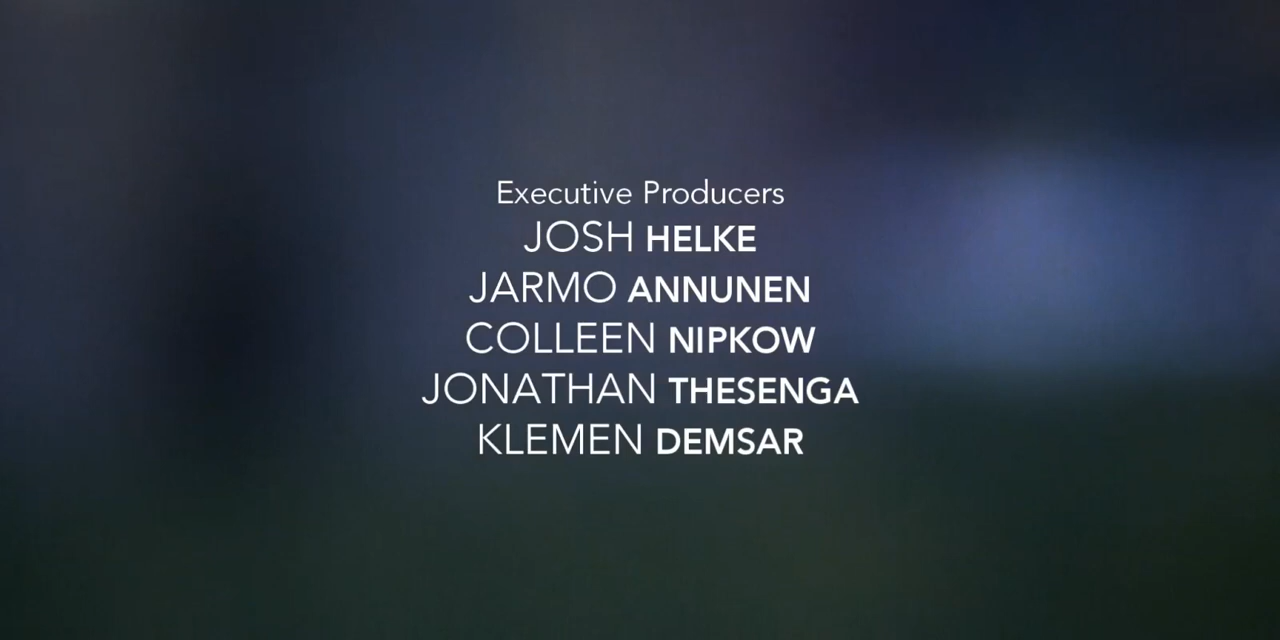 Executive Producers
JOSH HELKE
JARMO ANNUNEN
COLLEEN NIPKOW
JONATHAN THESENGA
KLEMEN DEMSAR